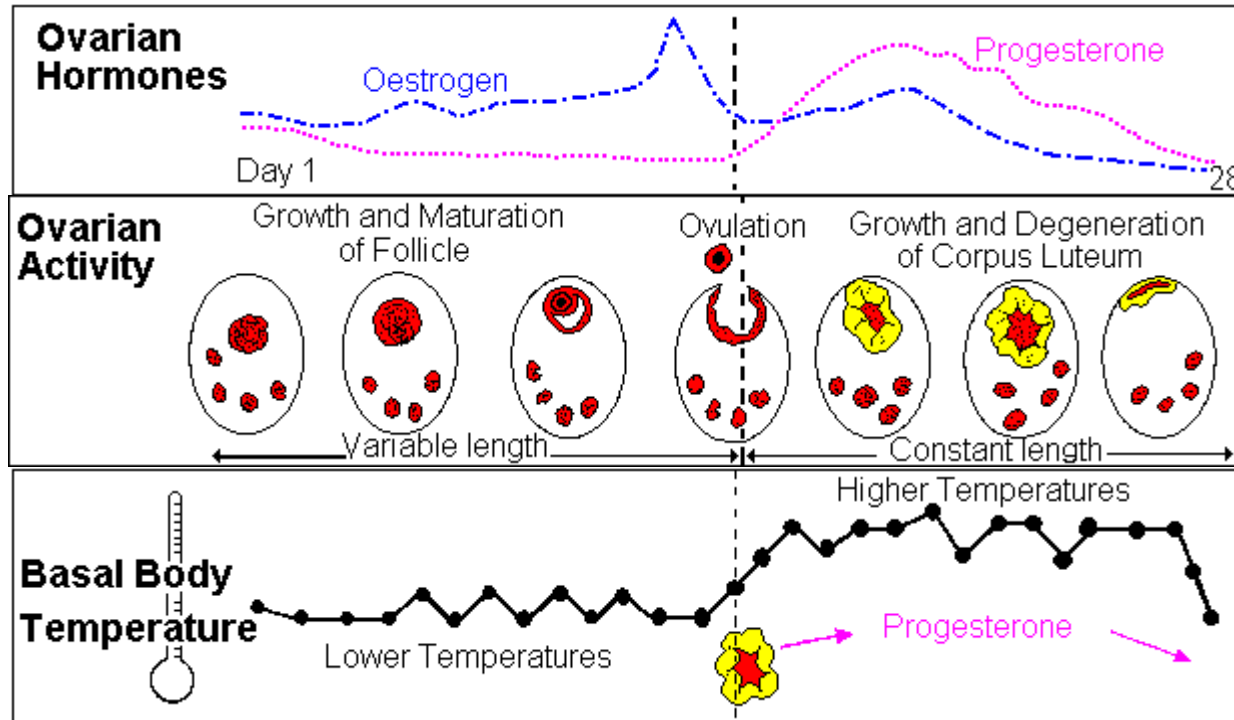 Ovarian
Hormones
Oestrogen
Progesterone
Day 1
28
Ovarian
Activity
Growth and Maturation
of Follicle
Ovulation
Growth and Degeneration
of Corpus Luteum
Variable length
Constant length
Basal Body
Temperature
Higher Temperatures
Lower Temperatures
Progesterone